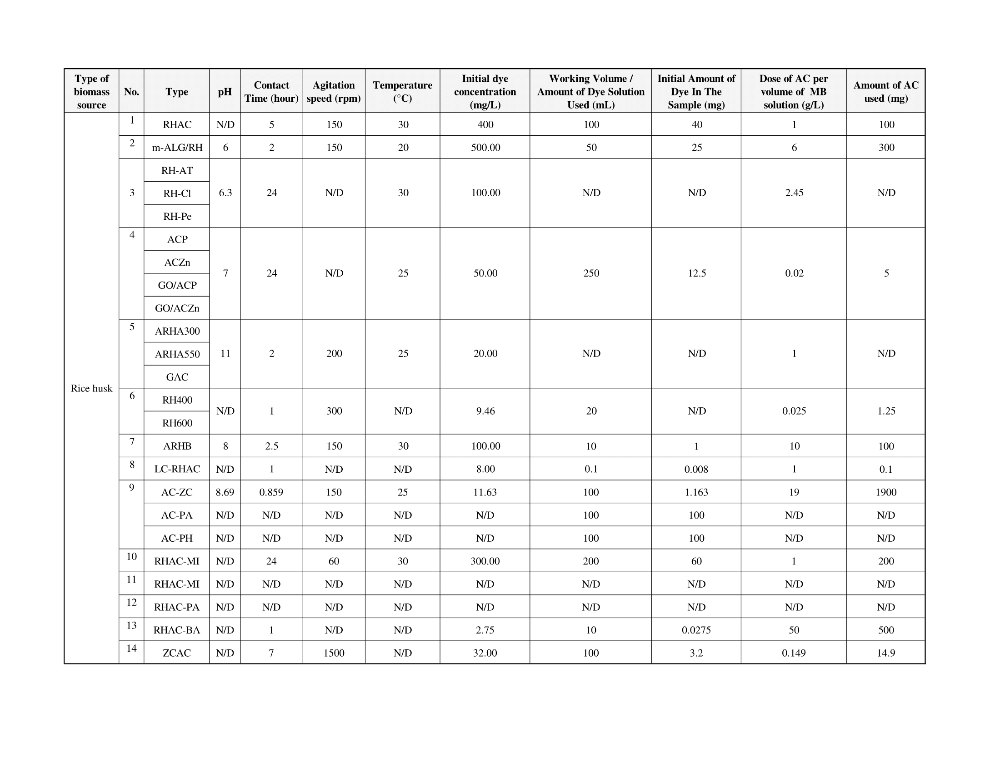 Type of biomass source No. Type pH Contact Time (hour) Agitation speed (rpm) Temperature (°C) Initial dye concentration (mg/L) Working Volume / Amount of Dye Solution Used (mL) Initial Amount of Dye In The Sample (mg) Dose of AC per volume of MB solution (g/L) Amount of AC used (mg)
Rice husk
1 RHAC N/D 5 150 30 400 100 40 1 100
2 m-ALG/RH 6 2 150 20 500.00 50 25 6 300
RH-AT
3 RH-Cl 6.3 24 N/D 30 100.00 N/D N/D 2.45 N/D
RH-Pe
4 ACP
ACZn
7 24 N/D 25 50.00 250 12.5 0.02 5
GO/ACP
GO/ACZn
5 ARHA300
ARHA550 11 2 200 25 20.00 N/D N/D 1 N/D
GAC
6 RH400
N/D 1 300 N/D 9.46 20 N/D 0.025 1.25
RH600
7 ARHB 8 2.5 150 30 100.00 10 1 10 100
8 LC-RHAC N/D 1 N/D N/D 8.00 0.1 0.008 1 0.1
9 AC-ZC 8.69 0.859 150 25 11.63 100 1.163 19 1900
AC-PA N/D N/D N/D N/D N/D 100 100 N/D N/D
AC-PH N/D N/D N/D N/D N/D 100 100 N/D N/D
10 RHAC-MI N/D 24 60 30 300.00 200 60 1 200
11 RHAC-MI N/D N/D N/D N/D N/D N/D N/D N/D N/D
12 RHAC-PA N/D N/D N/D N/D N/D N/D N/D N/D N/D
13 RHAC-BA N/D 1 N/D N/D 2.75 10 0.0275 50 500
14 ZCAC N/D 7 1500 N/D 32.00 100 3.2 0.149 14.9